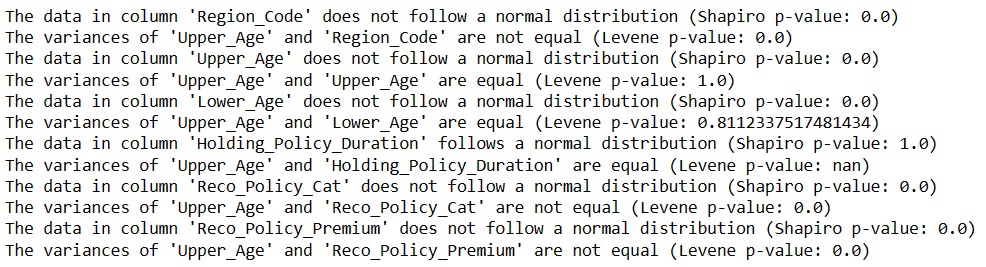 The data in column 'Region_Code' does not follow a normal distribution (Shapiro p-value: 0.0)
The variances of 'Upper_Age' and 'Region_Code' are not equal (Levene p-value: 0.0)
The data in column 'Upper_Age' does not follow a normal distribution (Shapiro p-value: 0.0)
The variances of 'Upper_Age' and 'Upper_Age' are equal (Levene p-value: 1.0)
The data in column 'Lower_Age' does not follow a normal distribution (Shapiro p-value: 0.0)
The variances of 'Upper_Age' and 'Lower_Age' are equal (Levene p-value: 0.8112337517481434)
The data in column 'Holding_Policy_Duration' follows a normal distribution (Shapiro p-value: 1.0)
The variances of 'Upper_Age' and 'Holding_Policy_Duration' are equal (Levene p-value: nan)
The data in column 'Reco_Policy_Cat' does not follow a normal distribution (Shapiro p-value: 0.0)
The variances of 'Upper_Age' and 'Reco_Policy_Cat' are not equal (Levene p-value: 0.0)
The data in column 'Reco_Policy_Premium' does not follow a normal distribution (Shapiro p-value: 0.0)
The variances of 'Upper_Age' and 'Reco_Policy_Premium' are not equal (Levene p-value: 0.0)